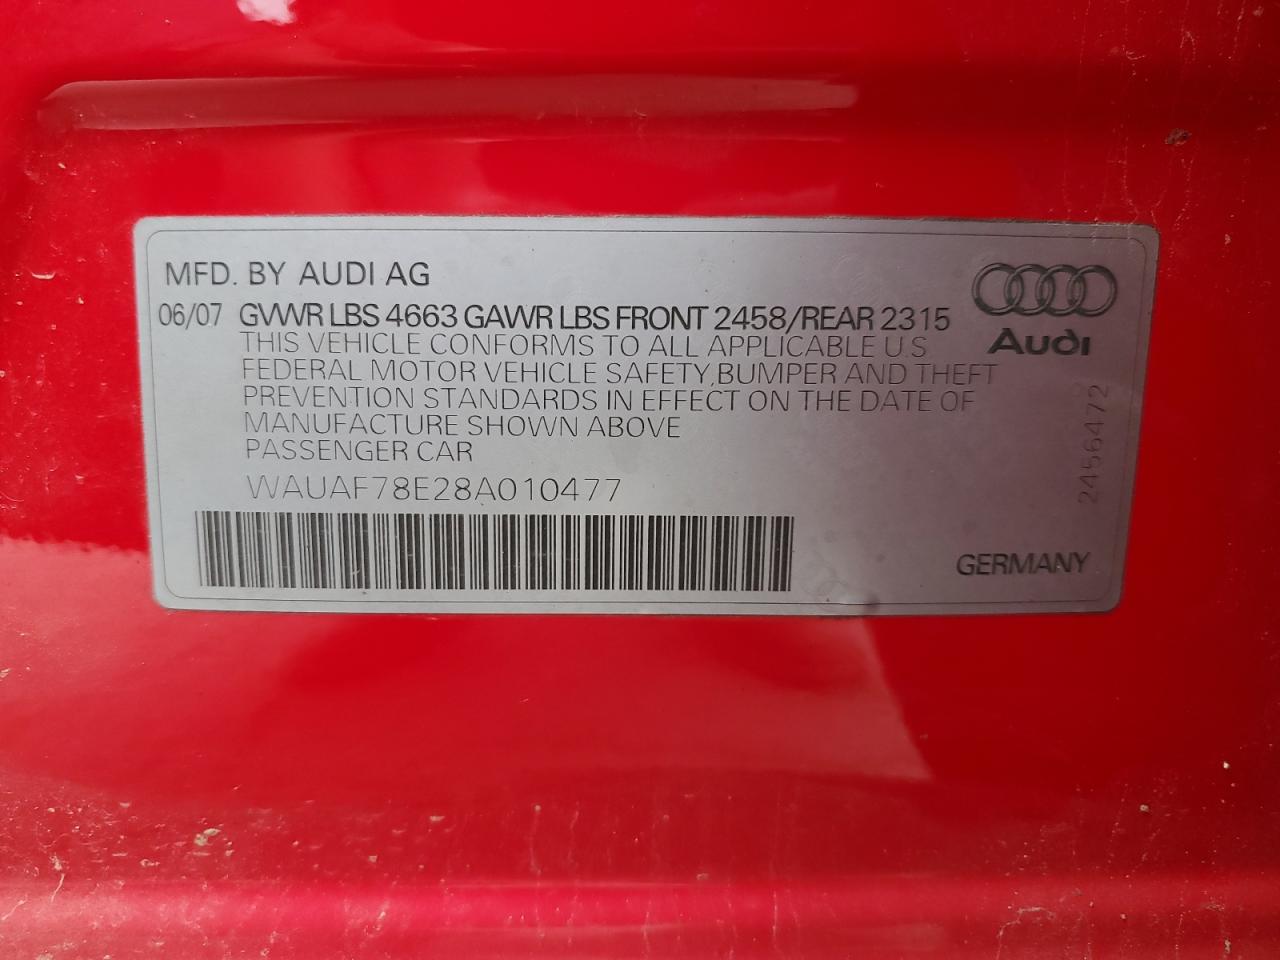 MFD. BY AUDI AG
06/07 GVWR LBS 4663 GAWR LBS FRONT 2458/REAR 2315
THIS VEHICLE CONFORMS TO ALL APPLICABLE U.S
FEDERAL MOTOR VEHICLE SAFETY,BUMPER AND THEFT
PREVENTION STANDARDS IN EFFECT ON THE DATE OF
MANUFACTURE SHOWN ABOVE
PASSENGER CAR
WAUAF78E28A010477
Audi
2456472
GERMANY